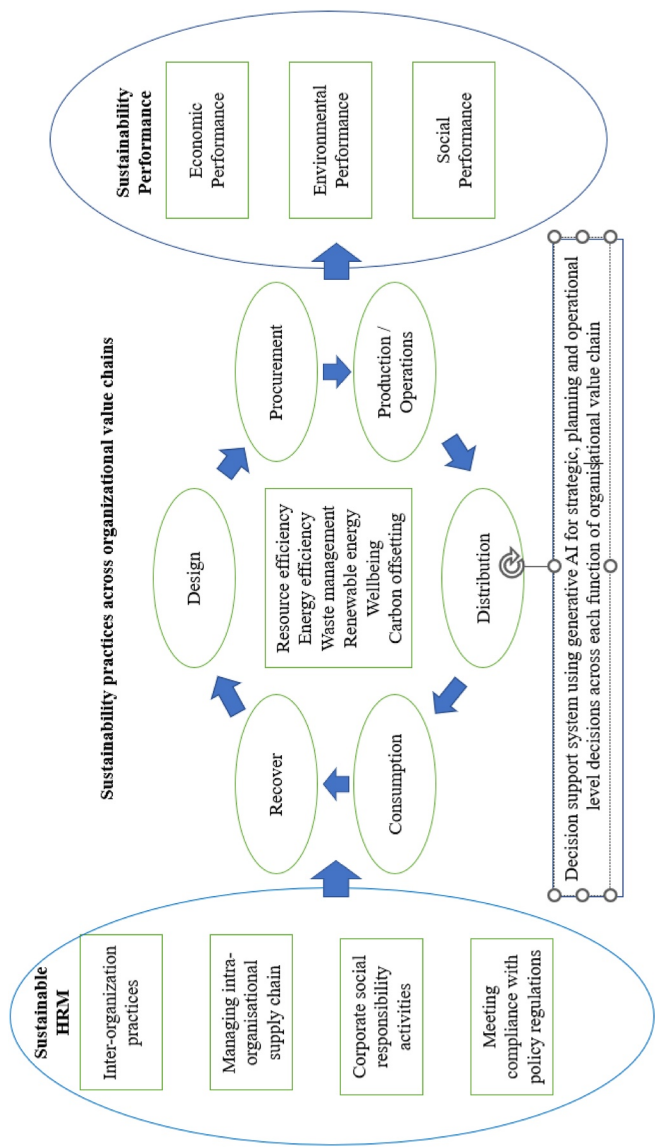 Sustainability practices across organizational value chains
Sustainable
HRM
Inter-organization
practices
Managing intra-
organisational
supply chain
Corporate social
responsibility
activities
Meeting
compliance with
policy regulations
Design
Procurement
Production /
Operations
Distribution
Consumption
Recover
Resource efficiency
Energy efficiency
Waste management
Renewable energy
Wellbeing
Carbon offsetting
Sustainability
Performance
Economic
Performance
Environmental
Performance
Social
Performance
Decision support system using generative AI for strategic, planning and operational
level decisions across each function of organisational value chain